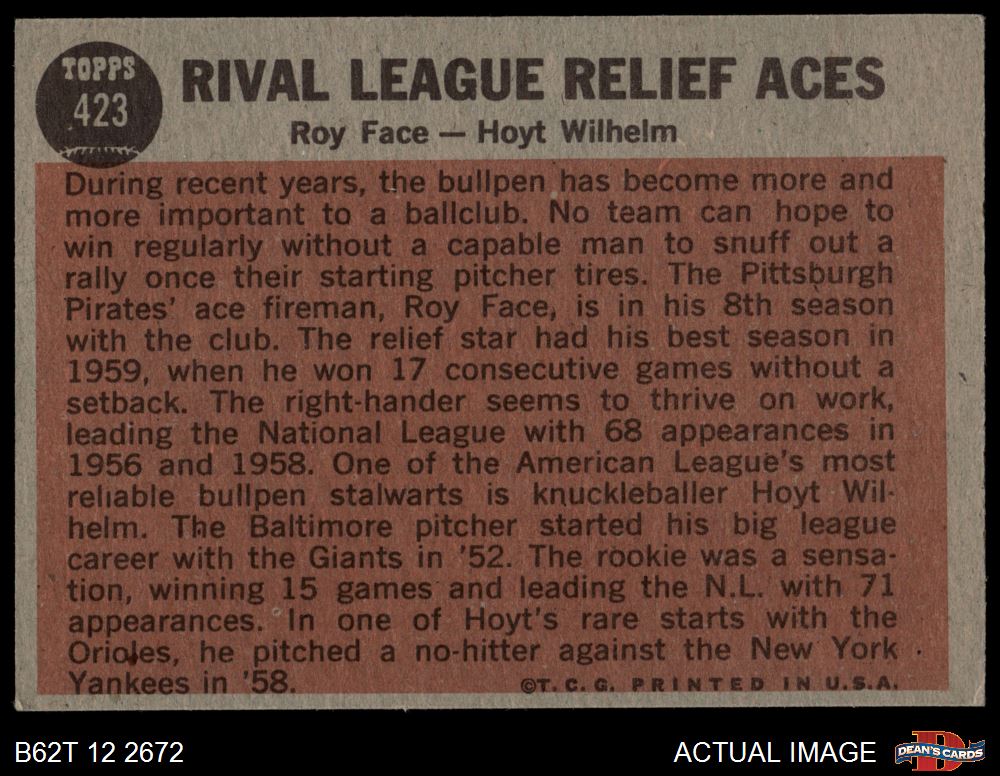 TOPPS
423
RIVAL LEAGUE RELIEF ACES
Roy Face — Hoyt Wilhelm
During recent years, the bullpen has become more and
more important to a ballclub. No team can hope to
win regularly without a capable man to snuff out a
rally once their starting pitcher tires. The Pittsburgh
Pirates' ace fireman, Roy Face, is in his 8th season
with the club. The relief star had his best season in
1959, when he won 17 consecutive games without a
setback. The right-hander seems to thrive on work,
leading the National League with 68 appearances in
1956 and 1958. One of the American League's most
reliable bullpen stalwarts is knuckleballer Hoyt Wil-
helm. The Baltimore pitcher started his big league
career with the Giants in '52. The rookie was a sensa-
tion, winning 15 games and leading the N.L. with 71
appearances. In one of Hoyt's rare starts with the
Orioles, he pitched a no-hitter against the New York
Yankees in '58.
©T. C. G. PRINTED IN U.S.A.
B62T 12 2672
ACTUAL IMAGE
D
DEAN'S CARDS